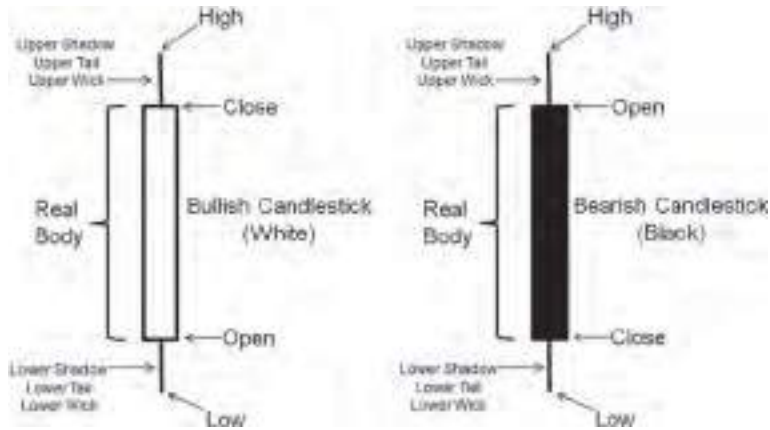 High
Upper Shadow
Upper Tail
Upper Wick
Close
Real
Body
Bullish Candlestick
(White)
Open
Lower Shadow
Lower Tail
Lower Wick
Low
High
Upper Shadow
Upper Tail
Upper Wick
Open
Real
Body
Bearish Candlestick
(Black)
Close
Lower Shadow
Lower Tail
Lower Wick
Low